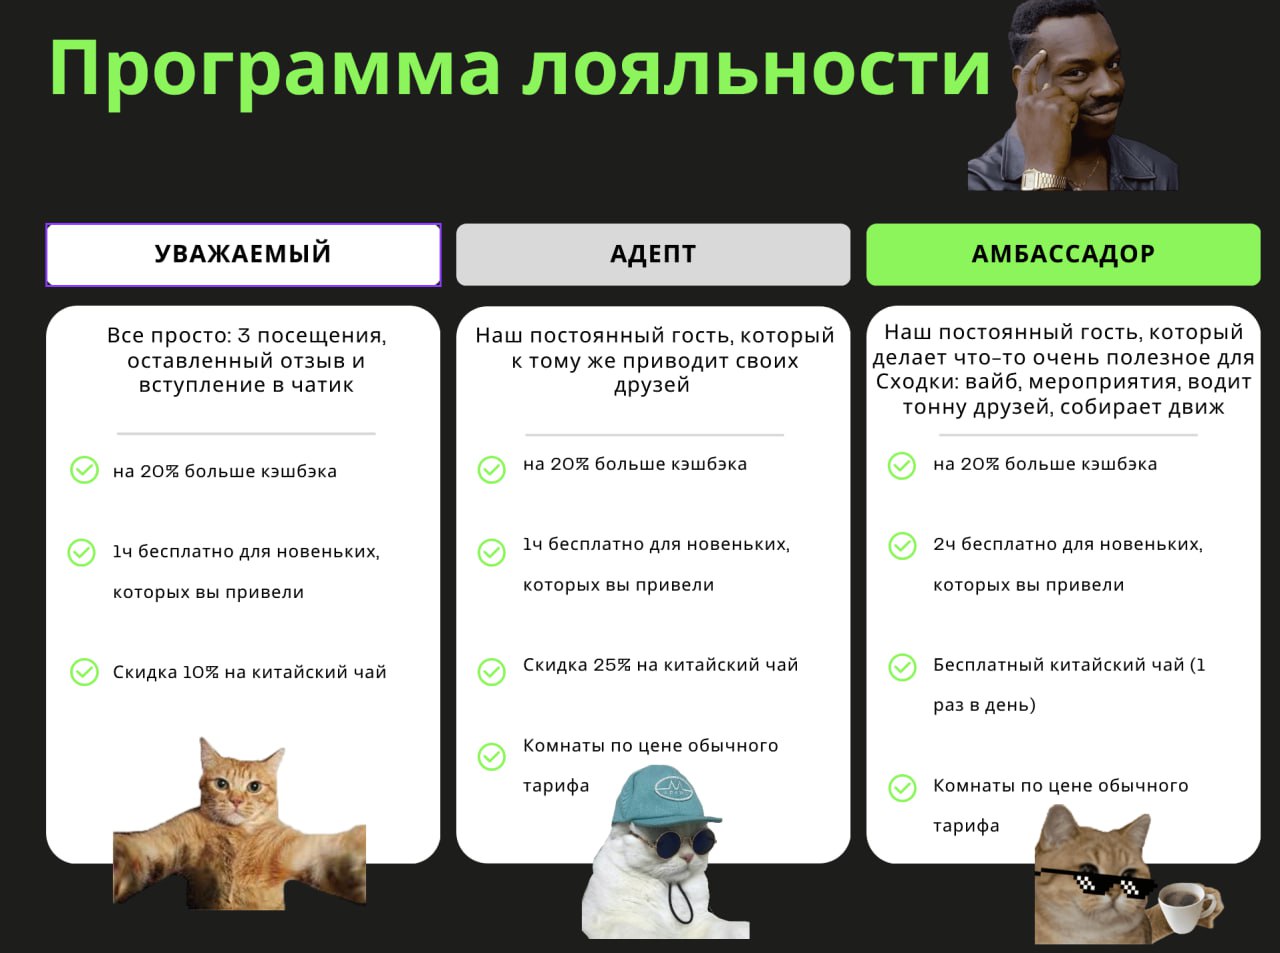 Программа лояльности
УВАЖАЕМЫЙ
Все просто: 3 посещения,
оставленный отзыв и
вступление в чатик
на 20% больше кэшбэка
1ч бесплатно для новеньких,
которых вы привели
Скидка 10% на китайский чай
АДЕПТ
Наш постоянный гость, который
к тому же приводит своих
друзей
на 20% больше кэшбэка
1ч бесплатно для новеньких,
которых вы привели
Скидка 25% на китайский чай
Комнаты по цене обычного
тарифа
АМБАССАДОР
Наш постоянный гость, который
делает что-то очень полезное для
Сходки: вайб, мероприятия, водит
тонну друзей, собирает движ
на 20% больше кэшбэка
2ч бесплатно для новеньких,
которых вы привели
Бесплатный китайский чай (1
раз в день)
Комнаты по цене обычного
тарифа